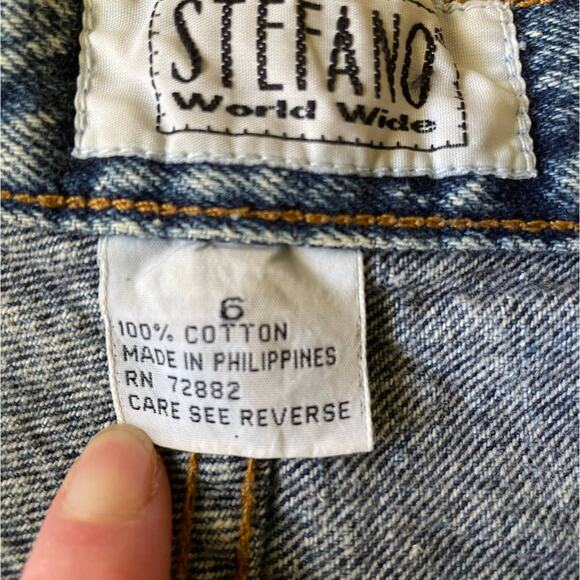 STEFANO
World Wide
6
100% COTTON
MADE IN PHILIPPINES
RN 72882
CARE SEE REVERSE